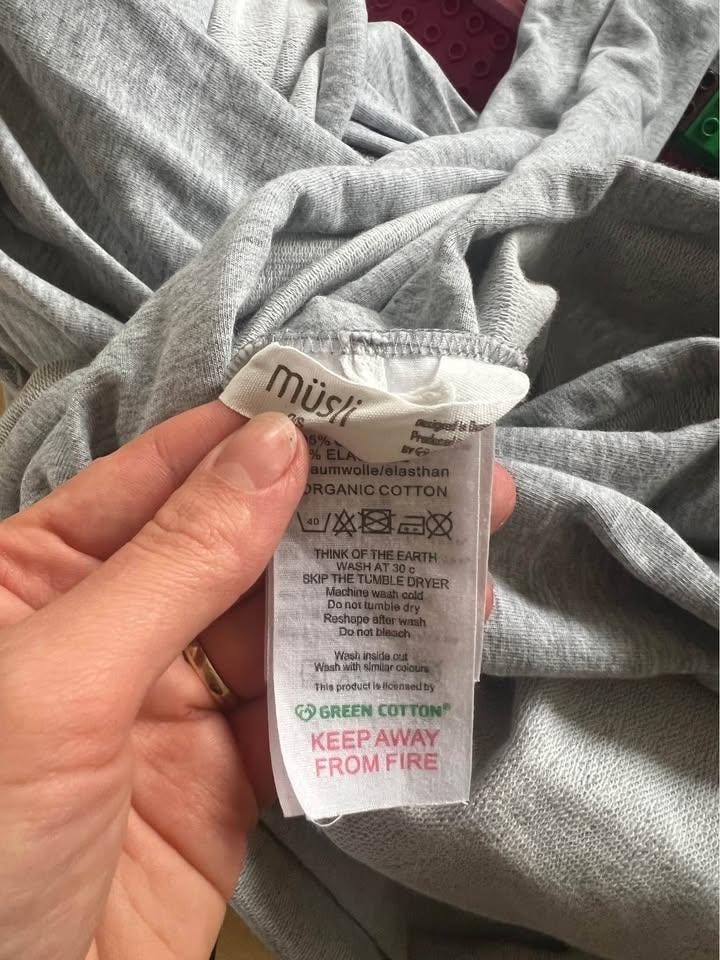 müsli
Designed in
Produced
BY
5%
% ELA
aumwolle/elasthan
ORGANIC COTTON
40
THINK OF THE EARTH
WASH AT 30 c
SKIP THE TUMBLE DRYER
Machine wash cold
Do not tumble dry
Reshape after wash
Do not bleach
Wash inside out
Wash with similar colours
This product is licensed by
GREEN COTTON®
KEEP AWAY
FROM FIRE